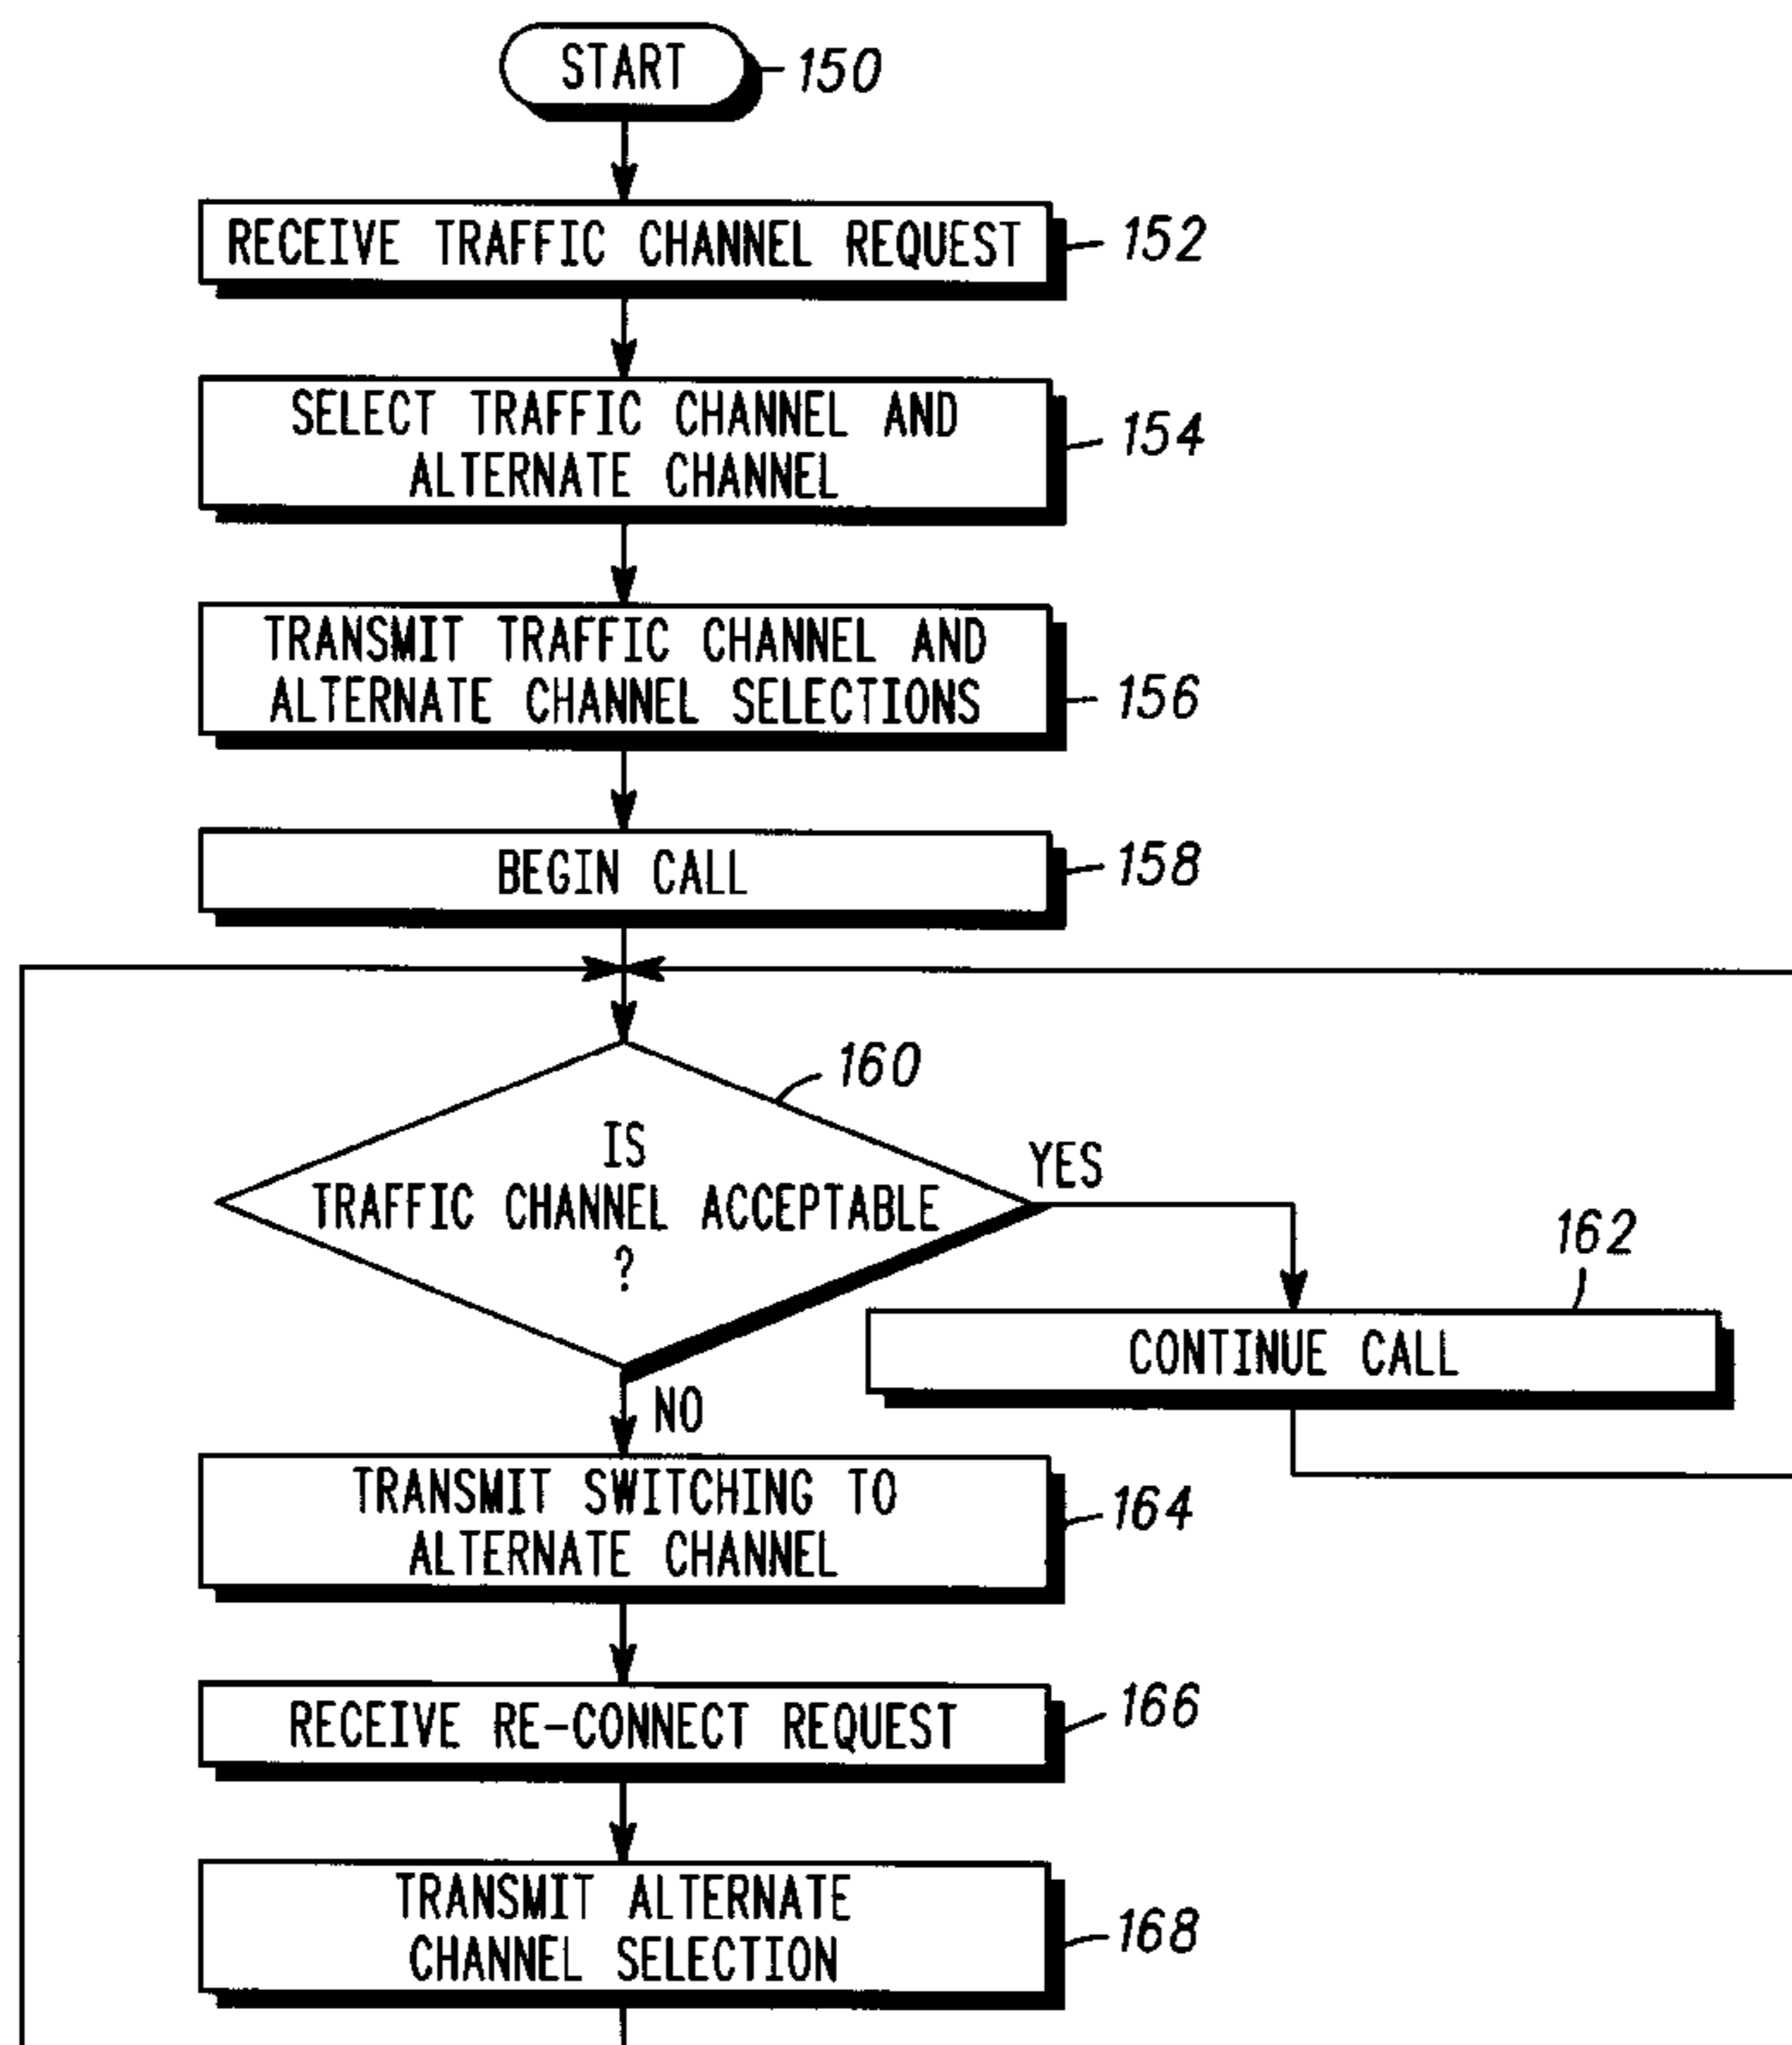 START
150
RECEIVE TRAFFIC CHANNEL REQUEST
152
SELECT TRAFFIC CHANNEL AND
ALTERNATE CHANNEL
154
TRANSMIT TRAFFIC CHANNEL AND
ALTERNATE CHANNEL SELECTIONS
156
BEGIN CALL
158
160
IS
TRAFFIC CHANNEL ACCEPTABLE
?
YES
162
CONTINUE CALL
NO
TRANSMIT SWITCHING TO
ALTERNATE CHANNEL
164
RECEIVE RE-CONNECT REQUEST
166
TRANSMIT ALTERNATE
CHANNEL SELECTION
168